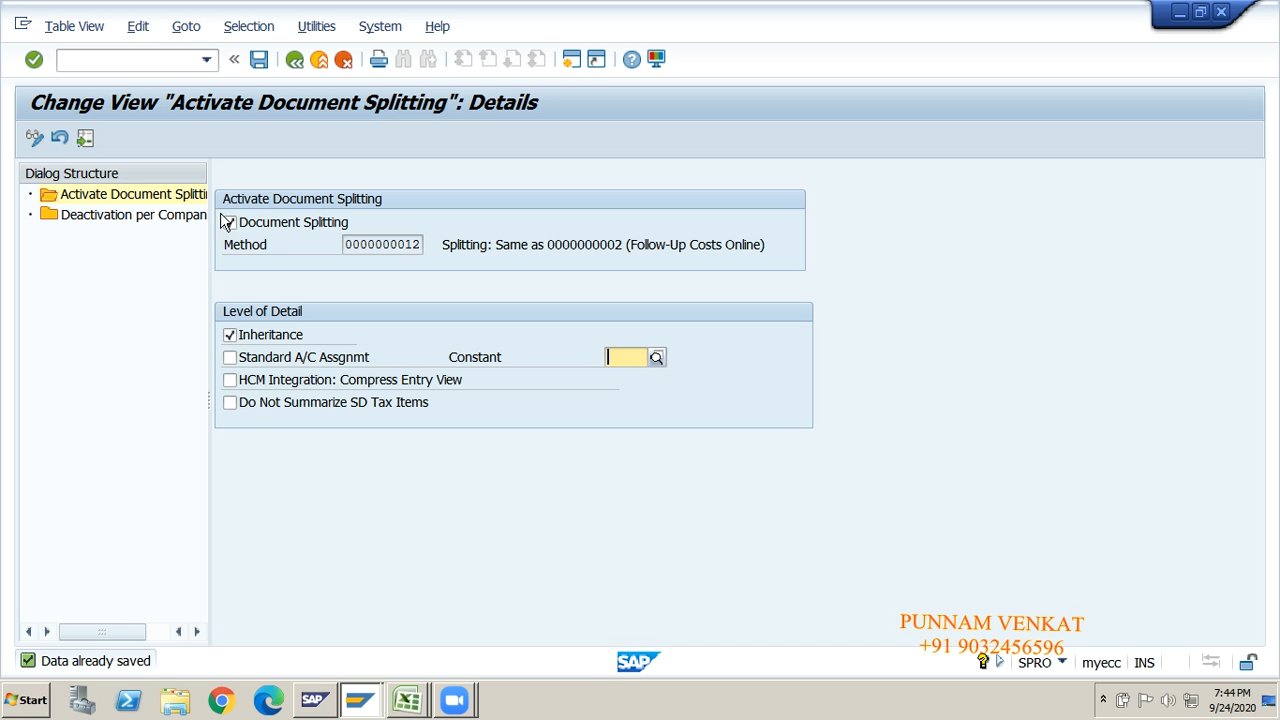 Table View Edit Goto Selection Utilities System Help
Change View "Activate Document Splitting": Details
Dialog Structure
Activate Document Splitti
Deactivation per Compan
Activate Document Splitting
Document Splitting
Method 0000000012 Splitting: Same as 0000000002 (Follow-Up Costs Online)
Level of Detail
Inheritance
Standard A/C Assgnmt Constant
HCM Integration: Compress Entry View
Do Not Summarize SD Tax Items
PUNNAM VENKAT
+91 9032456596
Data already saved SAP SPRO myecc INS
Start SAP 7:44 PM
9/24/2020